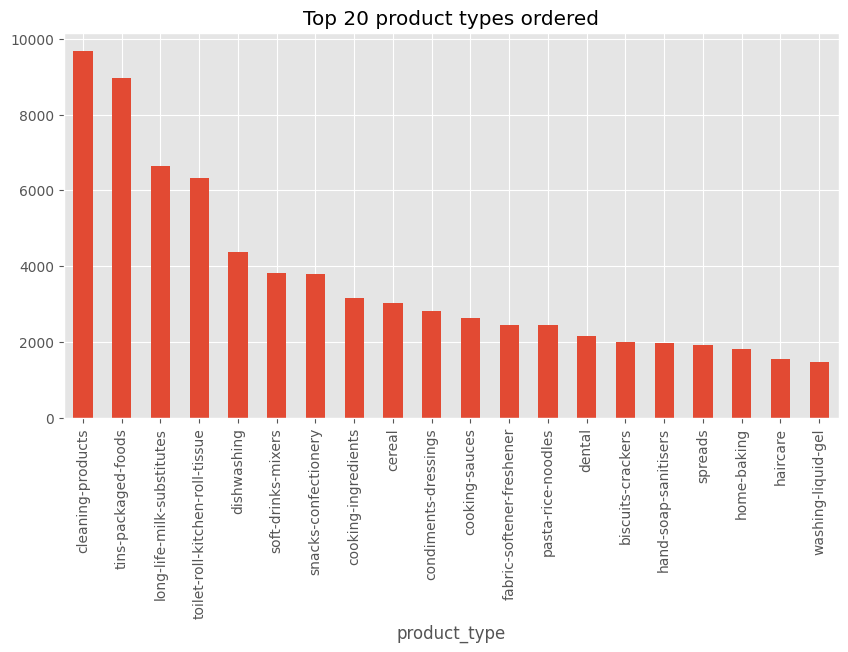 Top 20 product types ordered
10000
8000
6000
4000
2000
0
cleaning-products
tins-packaged-foods
long-life-milk-substitutes
toilet-roll-kitchen-roll-tissue
dishwashing
soft-drinks-mixers
snacks-confectionery
cooking-ingredients
cereal
condiments-dressings
cooking-sauces
fabric-softener-freshener
pasta-rice-noodles
dental
biscuits-crackers
hand-soap-sanitisers
spreads
home-baking
haircare
washing-liquid-gel
product_type